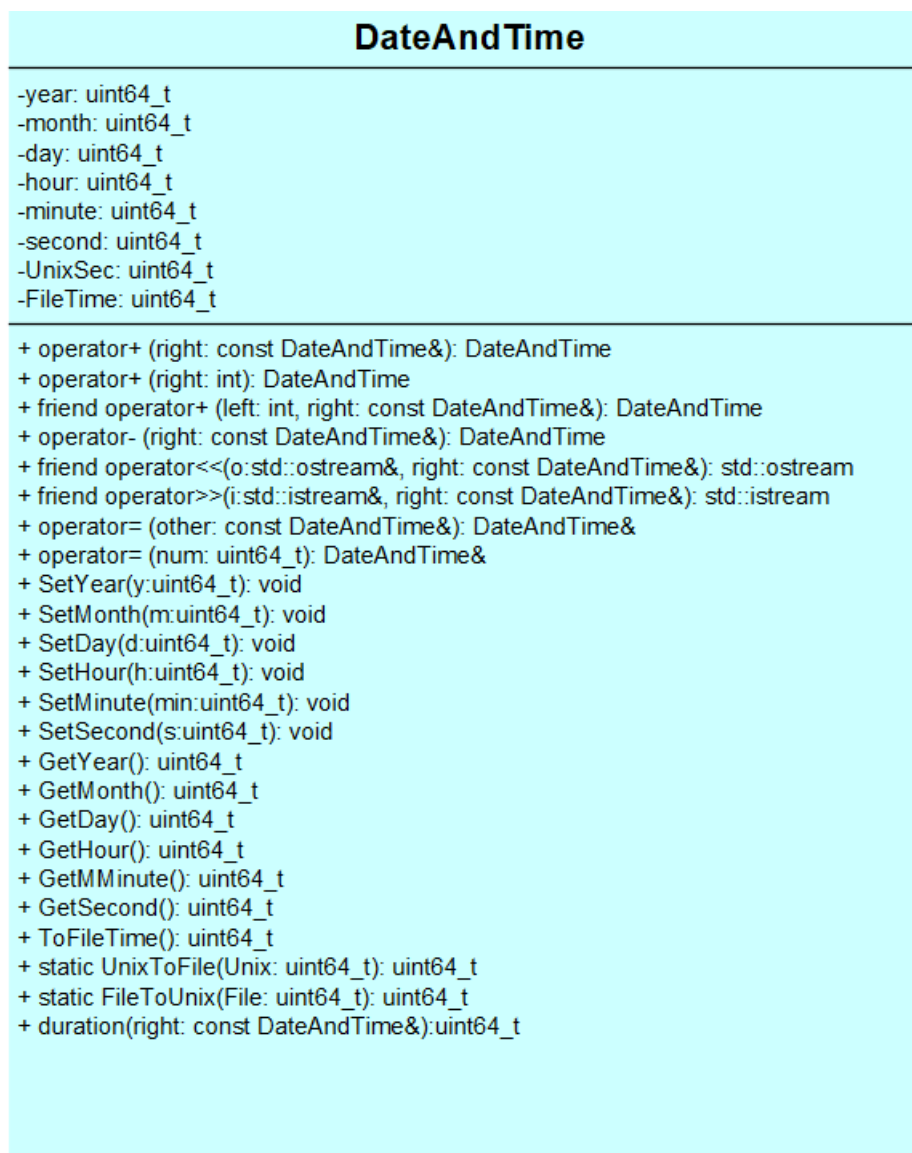 DateAndTime
-year: uint64_t
-month: uint64_t
-day: uint64_t
-hour: uint64_t
-minute: uint64_t
-second: uint64_t
-UnixSec: uint64_t
-FileTime: uint64_t
+ operator+ (right: const DateAndTime&): DateAndTime
+ operator+ (right: int): DateAndTime
+ friend operator+ (left: int, right: const DateAndTime&): DateAndTime
+ operator- (right: const DateAndTime&): DateAndTime
+ friend operator<<(o:std::ostream&, right: const DateAndTime&): std::ostream
+ friend operator>>(i:std::istream&, right: const DateAndTime&): std::istream
+ operator= (other: const DateAndTime&): DateAndTime&
+ operator= (num: uint64_t): DateAndTime&
+ SetYear(y:uint64_t): void
+ SetMonth(m:uint64_t): void
+ SetDay(d:uint64_t): void
+ SetHour(h:uint64_t): void
+ SetMinute(min:uint64_t): void
+ SetSecond(s:uint64_t): void
+ GetYear(): uint64_t
+ GetMonth(): uint64_t
+ GetDay(): uint64_t
+ GetHour(): uint64_t
+ GetMMinute(): uint64_t
+ GetSecond(): uint64_t
+ ToFileTime(): uint64_t
+ static UnixToFile(Unix: uint64_t): uint64_t
+ static FileToUnix(File: uint64_t): uint64_t
+ duration(right: const DateAndTime&):uint64_t